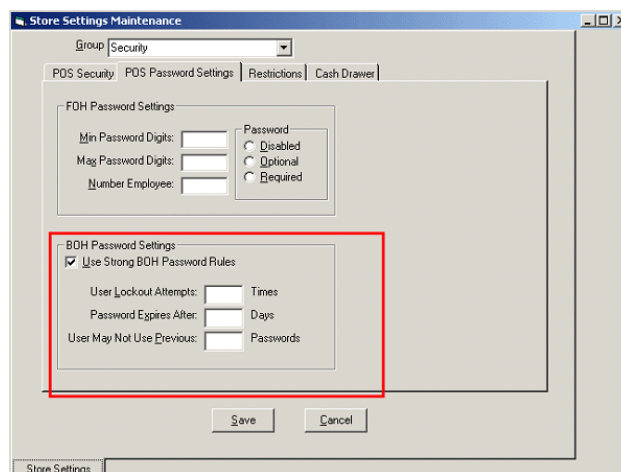 Store Settings Maintenance
Group Security
POS Security POS Password Settings Restrictions Cash Drawer
FOH Password Settings
Min Password Digits:
Max Password Digits:
Number Employee:
Password
Disabled
Optional
Required
BOH Password Settings
Use Strong BOH Password Rules
User Lockout Attempts: Times
Password Expires After: Days
User May Not Use Previous: Passwords
Save Cancel
Store Settings